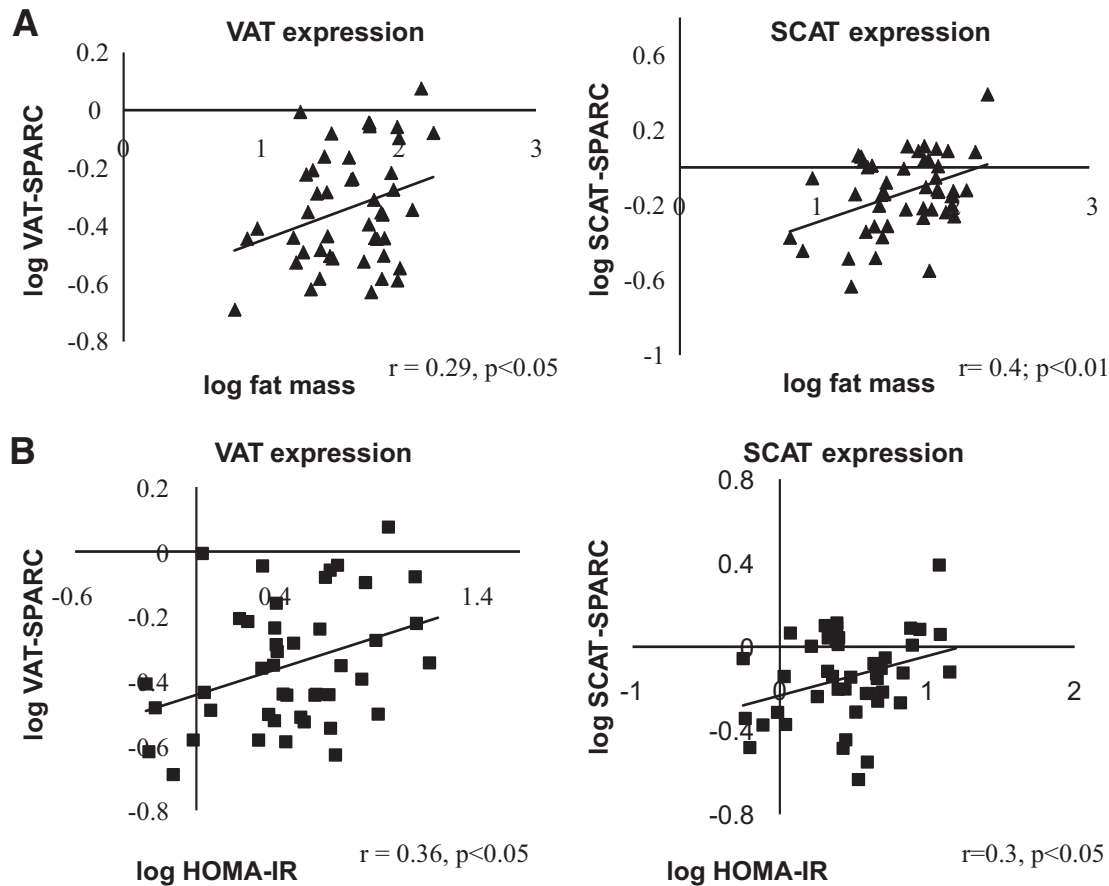 A
VAT expression
SCAT expression
0.2
0
-0.2
-0.4
-0.6
-0.8
0 1 2 3
log VAT-SPARC
log fat mass
r = 0.29, p<0.05
0.6
0.2
-0.2
-0.6
-1
0 1 3
log SCAT-SPARC
log fat mass
r= 0.4; p<0.01
B
VAT expression
SCAT expression
0.2
0
-0.2
-0.4
-0.6
-0.8
-0.6 0.4 1.4
log VAT-SPARC
log HOMA-IR
r = 0.36, p<0.05
0.8
0.4
0
-0.4
-0.8
-1 0 1 2
log SCAT-SPARC
log HOMA-IR
r=0.3, p<0.05